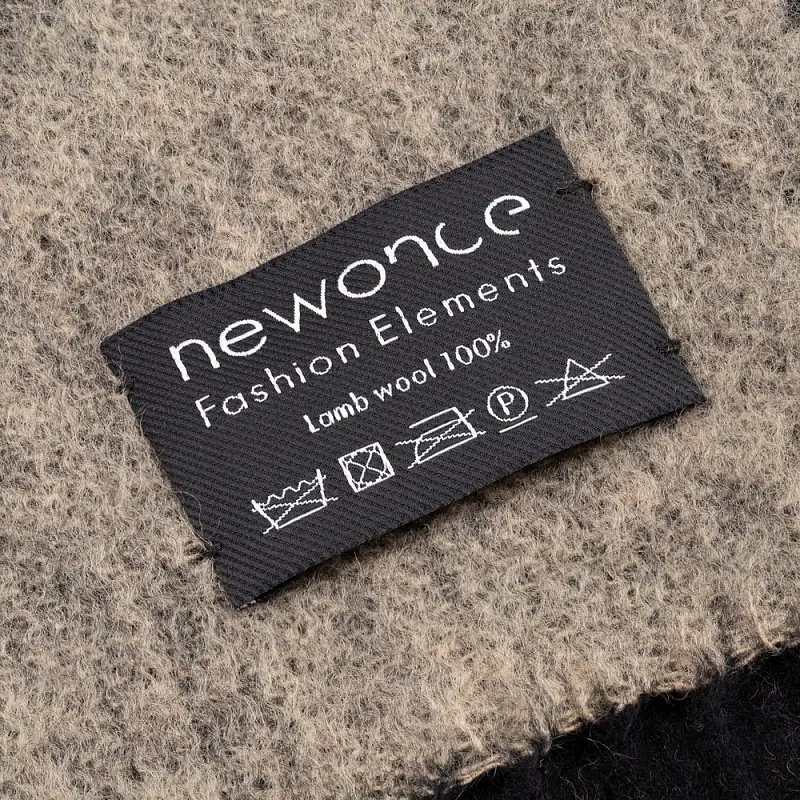 newonce
Fashion Elements
Lamb wool 100%
P